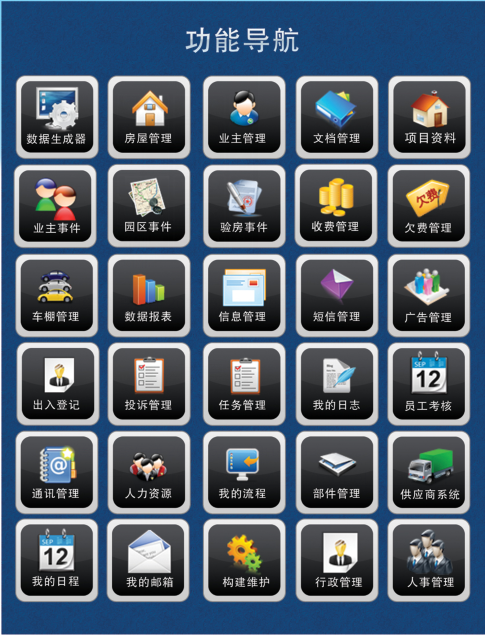 功能导航
数据生成器
房屋管理
业主管理
文档管理
项目资料
业主事件
园区事件
验房事件
收费管理
欠费
欠费管理
车棚管理
数据报表
信息管理
短信管理
广告管理
出入登记
投诉管理
任务管理
我的日志
SEP
12
员工考核
@
通讯管理
人力资源
我的流程
部件管理
供应商系统
SEP
12
我的日程
我的邮箱
构建维护
行政管理
人事管理